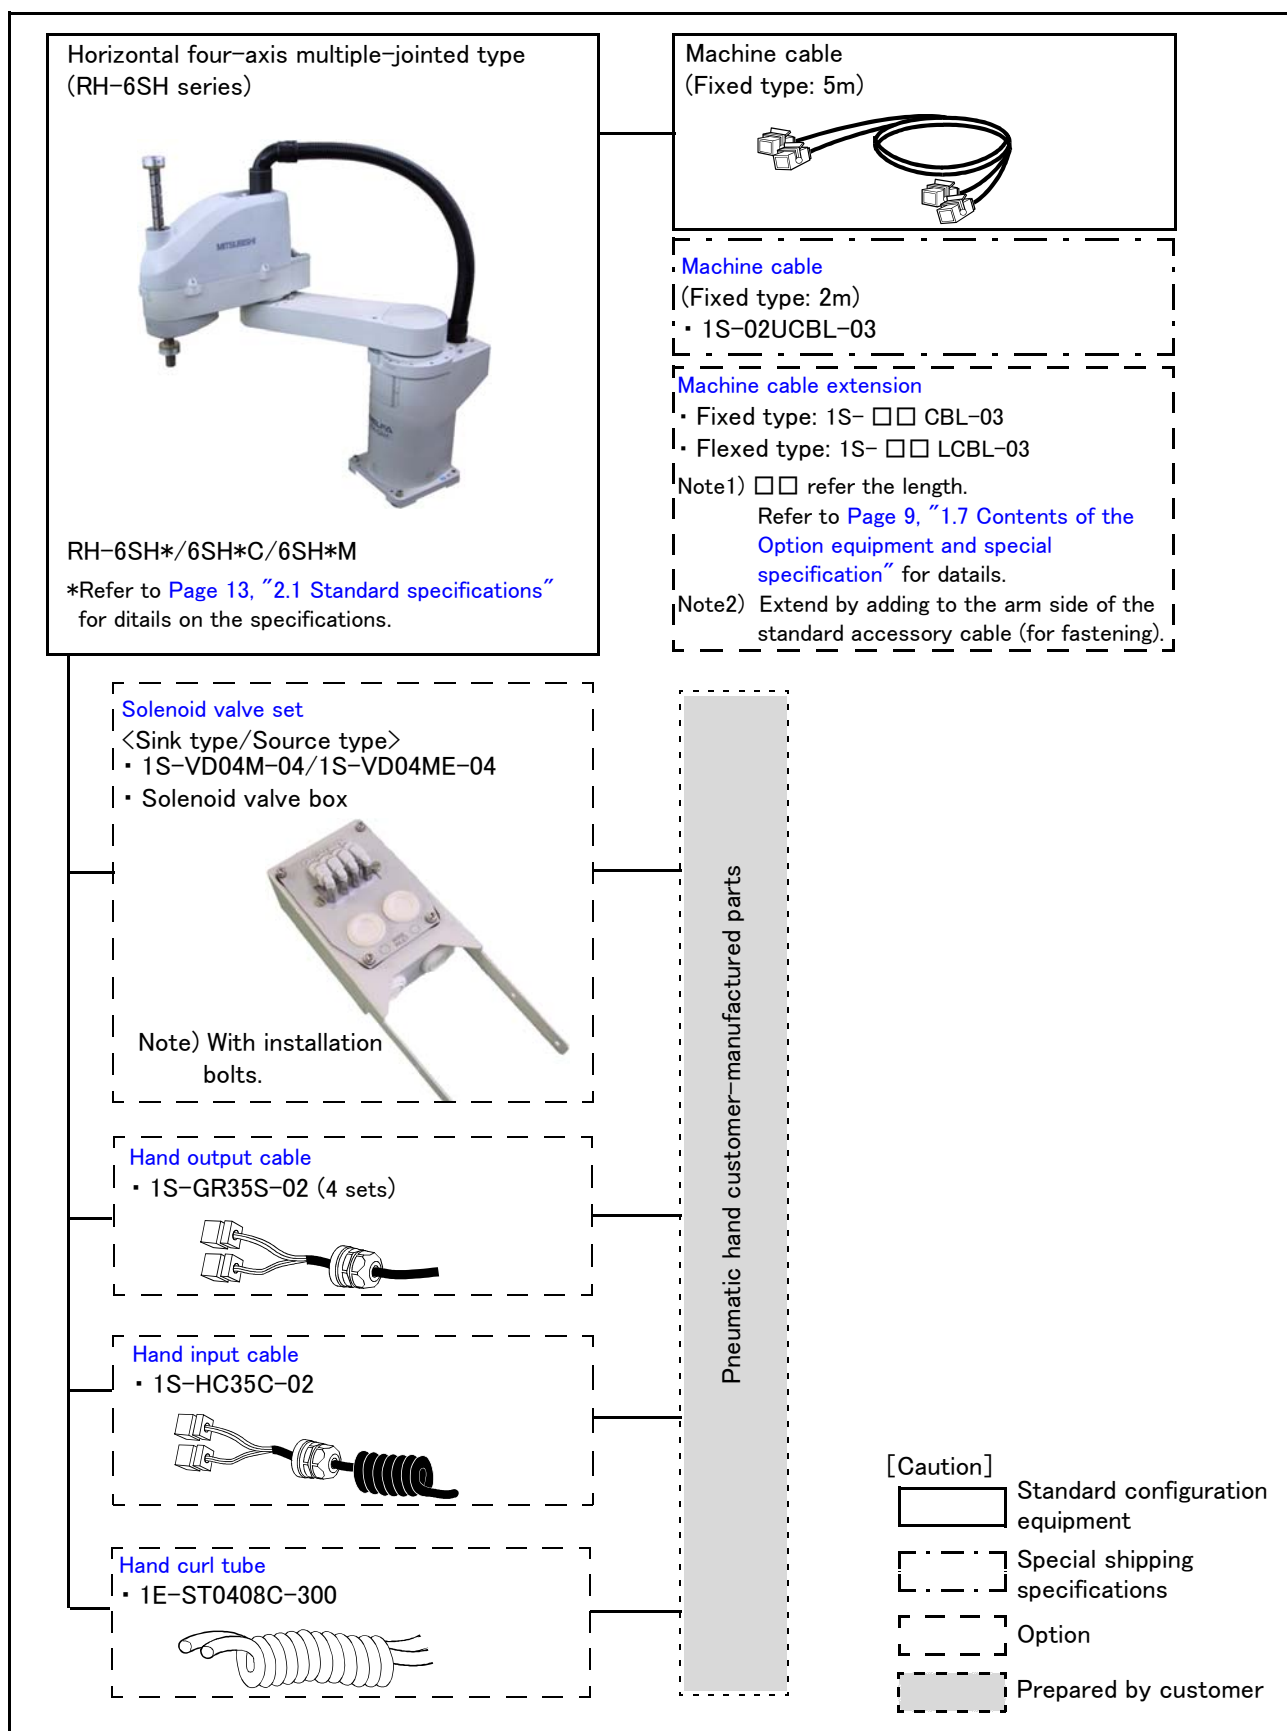 Horizontal four-axis multiple-jointed type
(RH-6SH series)
MITSUBISHI
RH-6SH*/6SH*C/6SH*M
*Refer to Page 13, "2.1 Standard specifications"
for ditails on the specifications.
Machine cable
(Fixed type: 5m)
Machine cable
(Fixed type: 2m)
・1S-02UCBL-03
Machine cable extension
・Fixed type: 1S- □□ CBL-03
・Flexed type: 1S- □□ LCBL-03
Note1) □□ refer the length.
Refer to Page 9, "1.7 Contents of the
Option equipment and special
specification" for datails.
Note2) Extend by adding to the arm side of the
standard accessory cable (for fastening).
Solenoid valve set
<Sink type/Source type>
・1S-VD04M-04/1S-VD04ME-04
・Solenoid valve box
Note) With installation
bolts.
Hand output cable
・1S-GR35S-02 (4 sets)
Hand input cable
・1S-HC35C-02
Hand curl tube
・1E-ST0408C-300
Pneumatic hand customer-manufactured parts
[Caution]
Standard configuration
equipment
Special shipping
specifications
Option
Prepared by customer